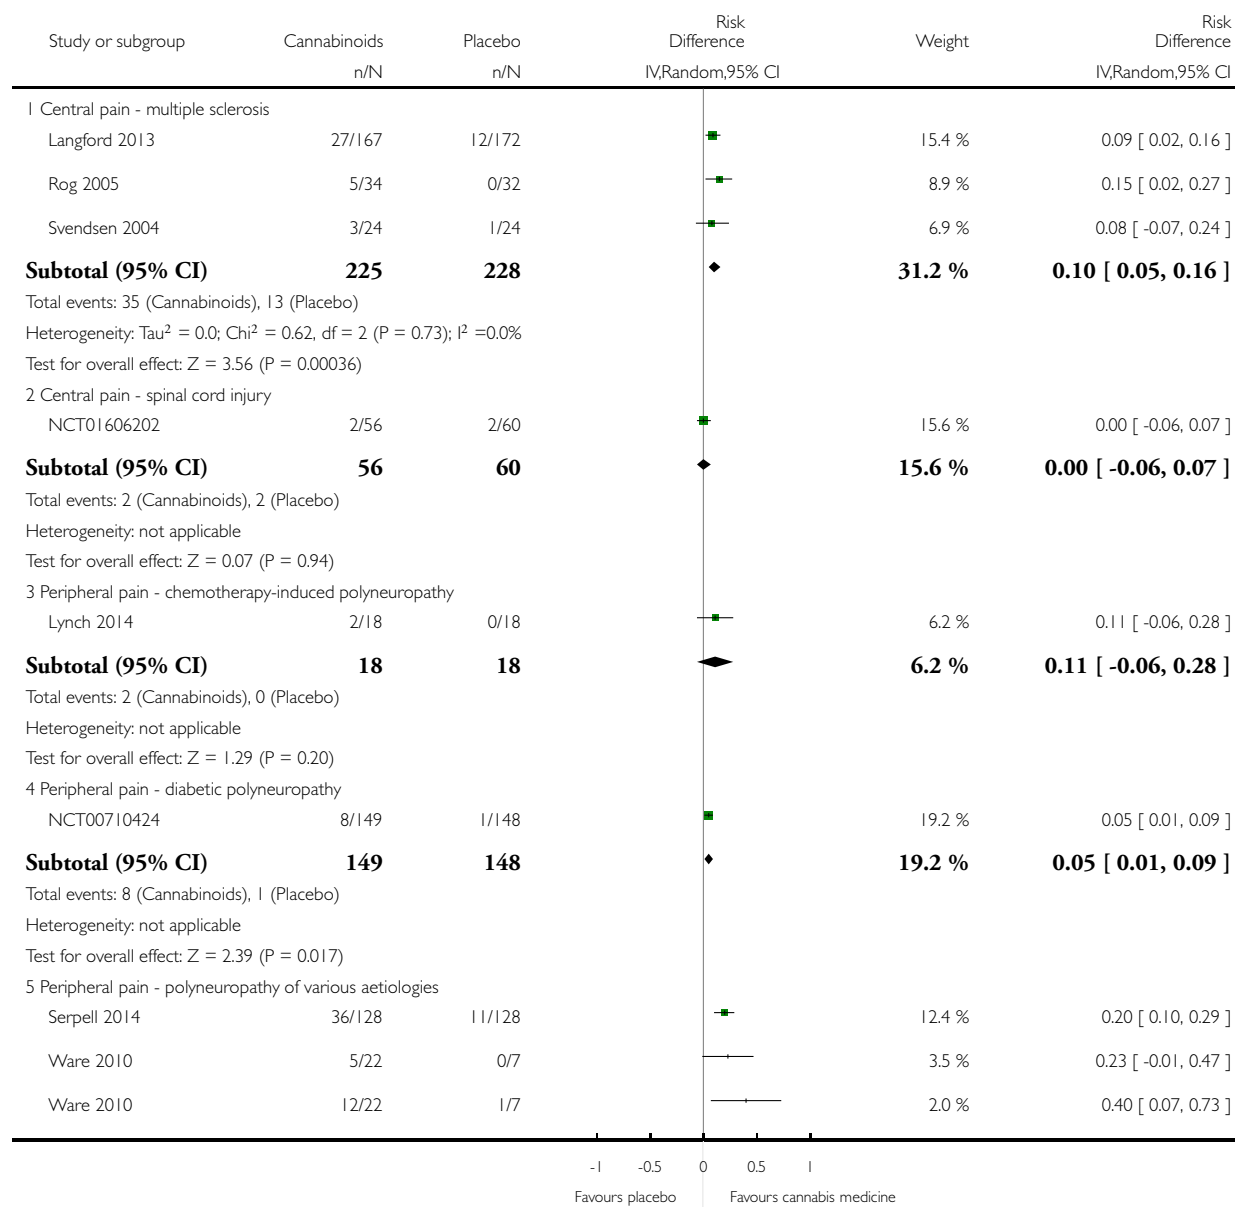 Study or subgroup Cannabinoids Placebo Risk Difference Weight Risk Difference
n/N n/N IV,Random,95% CI IV,Random,95% CI
1 Central pain - multiple sclerosis
Langford 2013 27/167 12/172 15.4 % 0.09 [ 0.02, 0.16 ]
Rog 2005 5/34 0/32 8.9 % 0.15 [ 0.02, 0.27 ]
Svendsen 2004 3/24 1/24 6.9 % 0.08 [ -0.07, 0.24 ]
Subtotal (95% CI) 225 228 31.2 % 0.10 [ 0.05, 0.16 ]
Total events: 35 (Cannabinoids), 13 (Placebo)
Heterogeneity: Tau² = 0.0; Chi² = 0.62, df = 2 (P = 0.73); I² =0.0%
Test for overall effect: Z = 3.56 (P = 0.00036)
2 Central pain - spinal cord injury
NCT01606202 2/56 2/60 15.6 % 0.00 [ -0.06, 0.07 ]
Subtotal (95% CI) 56 60 15.6 % 0.00 [ -0.06, 0.07 ]
Total events: 2 (Cannabinoids), 2 (Placebo)
Heterogeneity: not applicable
Test for overall effect: Z = 0.07 (P = 0.94)
3 Peripheral pain - chemotherapy-induced polyneuropathy
Lynch 2014 2/18 0/18 6.2 % 0.11 [ -0.06, 0.28 ]
Subtotal (95% CI) 18 18 6.2 % 0.11 [ -0.06, 0.28 ]
Total events: 2 (Cannabinoids), 0 (Placebo)
Heterogeneity: not applicable
Test for overall effect: Z = 1.29 (P = 0.20)
4 Peripheral pain - diabetic polyneuropathy
NCT00710424 8/149 1/148 19.2 % 0.05 [ 0.01, 0.09 ]
Subtotal (95% CI) 149 148 19.2 % 0.05 [ 0.01, 0.09 ]
Total events: 8 (Cannabinoids), 1 (Placebo)
Heterogeneity: not applicable
Test for overall effect: Z = 2.39 (P = 0.017)
5 Peripheral pain - polyneuropathy of various aetiologies
Serpell 2014 36/128 11/128 12.4 % 0.20 [ 0.10, 0.29 ]
Ware 2010 5/22 0/7 3.5 % 0.23 [ -0.01, 0.47 ]
Ware 2010 12/22 1/7 2.0 % 0.40 [ 0.07, 0.73 ]
-1 -0.5 0 0.5 1
Favours placebo Favours cannabis medicine